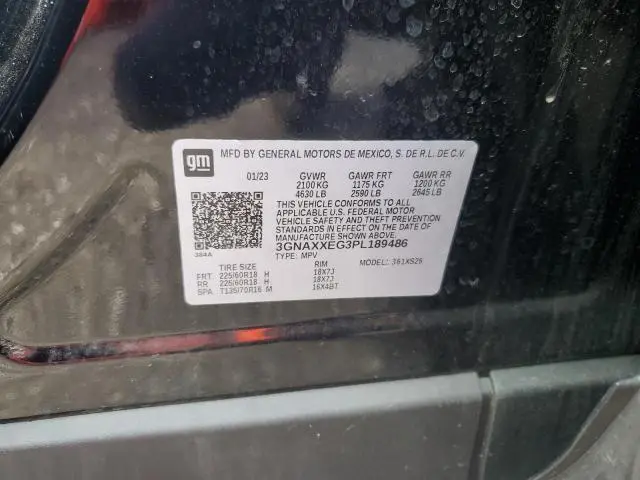 gm
MFD BY GENERAL MOTORS DE MEXICO, S. DE R.L. DE C.V.
01/23 GVWR GAWR FRT GAWR RR
2100 KG 1175 KG 1200 KG
4630 LB 2590 LB 2645 LB
THIS VEHICLE CONFORMS TO ALL
APPLICABLE U.S. FEDERAL MOTOR
VEHICLE SAFETY AND THEFT
PREVENTION STANDARDS IN EFFECT
ON THE DATE OF MANUFACTURE SHOWN ABOVE.
384A
3GNAXXEG3PL189486
TYPE: MPV MODEL: 361XS26
TIRE SIZE RIM
FRT 225/60R18 H 18X7J
RR 225/60R18 H 18X7J
SPA T135/70R16 M 16X4BT